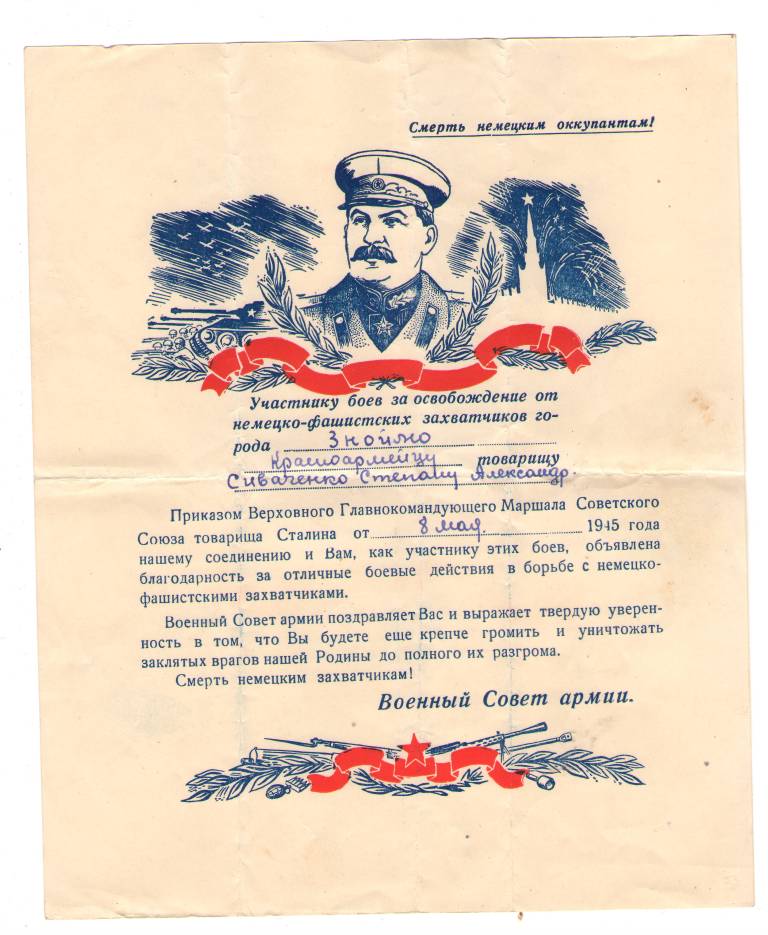 Смерть немецким оккупантам!
Участнику боев за освобождение от
немецко-фашистских захватчиков го-
рода Знойно
Красноармейцу товарищу
Сиваченко Степану Александр.
Приказом Верховного Главнокомандующего Маршала Советского
Союза товарища Сталина от 8 мая 1945 года
нашему соединению и Вам, как участнику этих боев, объявлена
благодарность за отличные боевые действия в борьбе с немецко-
фашистскими захватчиками.
Военный Совет армии поздравляет Вас и выражает твердую уверен-
ность в том, что Вы будете еще крепче громить и уничтожать
заклятых врагов нашей Родины до полного их разгрома.
Смерть немецким захватчикам!
Военный Совет армии.